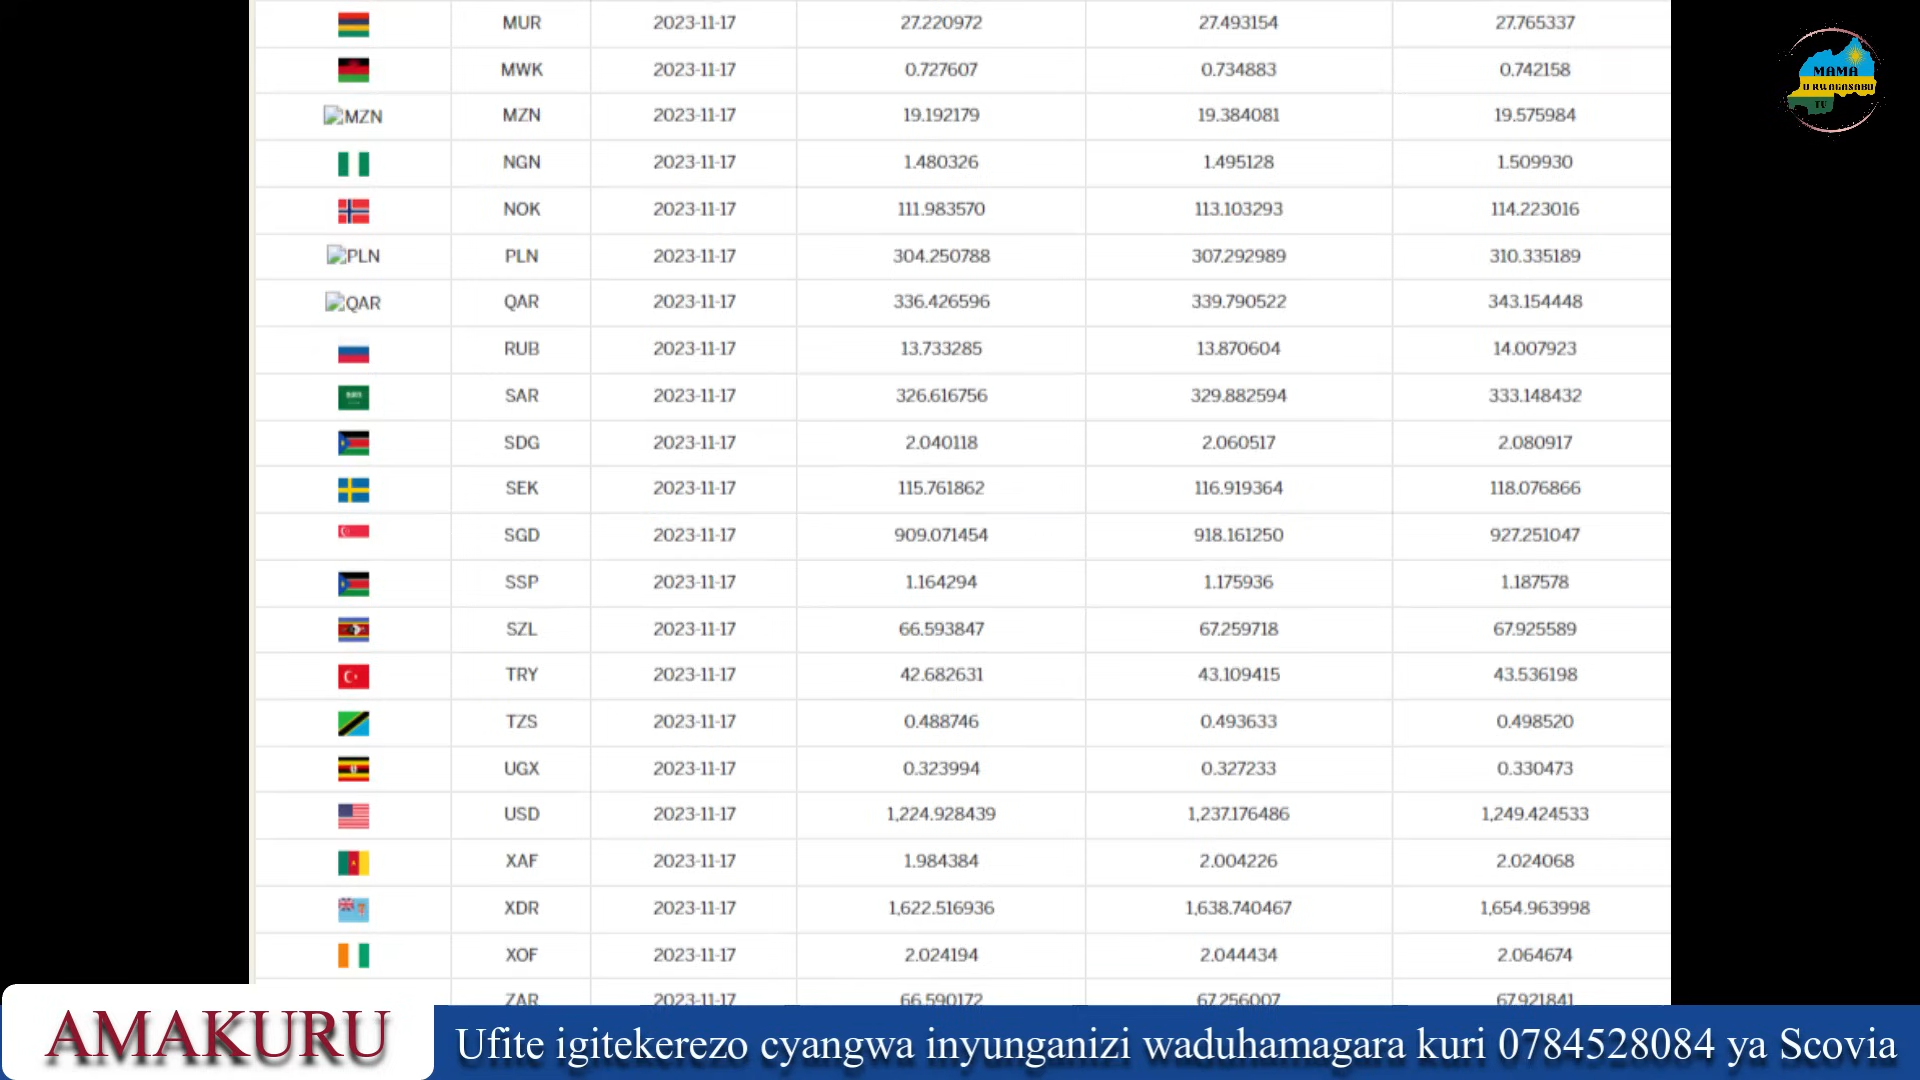 MUR 2023-11-17 27.220972 27.493154 27.765337
MWK 2023-11-17 0.727607 0.734883 0.742158
MZN MZN 2023-11-17 19.192179 19.384081 19.575984
NGN 2023-11-17 1.480326 1.495128 1.509930
NOK 2023-11-17 111.983570 113.103293 114.223016
PLN PLN 2023-11-17 304.250788 307.292989 310.335189
QAR QAR 2023-11-17 336.426596 339.790522 343.154448
RUB 2023-11-17 13.733285 13.870604 14.007923
SAR 2023-11-17 326.616756 329.882594 333.148432
SDG 2023-11-17 2.040118 2.060517 2.080917
SEK 2023-11-17 115.761862 116.919364 118.076866
SGD 2023-11-17 909.071454 918.161250 927.251047
SSP 2023-11-17 1.164294 1.175936 1.187578
SZL 2023-11-17 66.593847 67.259718 67.925589
TRY 2023-11-17 42.682631 43.109415 43.536198
TZS 2023-11-17 0.488746 0.493633 0.498520
UGX 2023-11-17 0.323994 0.327233 0.330473
USD 2023-11-17 1,224.928439 1,237.176486 1,249.424533
XAF 2023-11-17 1.984384 2.004226 2.024068
XDR 2023-11-17 1,622.516936 1,638.740467 1,654.963998
XOF 2023-11-17 2.024194 2.044434 2.064674
ZAR 2023-11-17 66.590172 67.256007 67.921841
MAMA
U RWAGASABO
TV
AMAKURU
Ufite igitekerezo cyangwa inyunganizi waduhamagara kuri 0784528084 ya Scovia